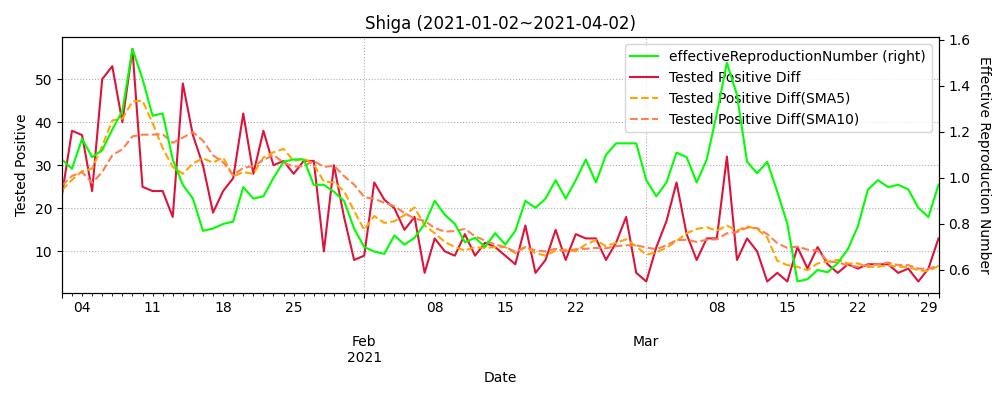 Shiga (2021-01-02~2021-04-02)
effectiveReproductionNumber (right)
Tested Positive Diff
Tested Positive Diff(SMA5)
Tested Positive Diff(SMA10)
Tested Positive
50
40
30
20
10
Effective Reproduction Number
1.6
1.4
1.2
1.0
0.8
0.6
04 11 18 25 08 15 22 08 15 22 29
Feb Mar
2021
Date